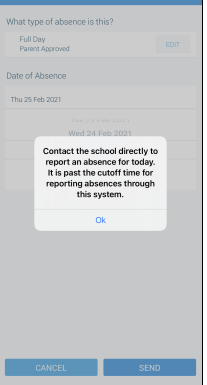 What type of absence is this?
Full Day
Parent Approved
EDIT
Date of Absence
Thu 25 Feb 2021
Wed 24 Feb 2021
Contact the school directly to
report an absence for today.
It is past the cutoff time for
reporting absences through
this system.
Ok
CANCEL
SEND